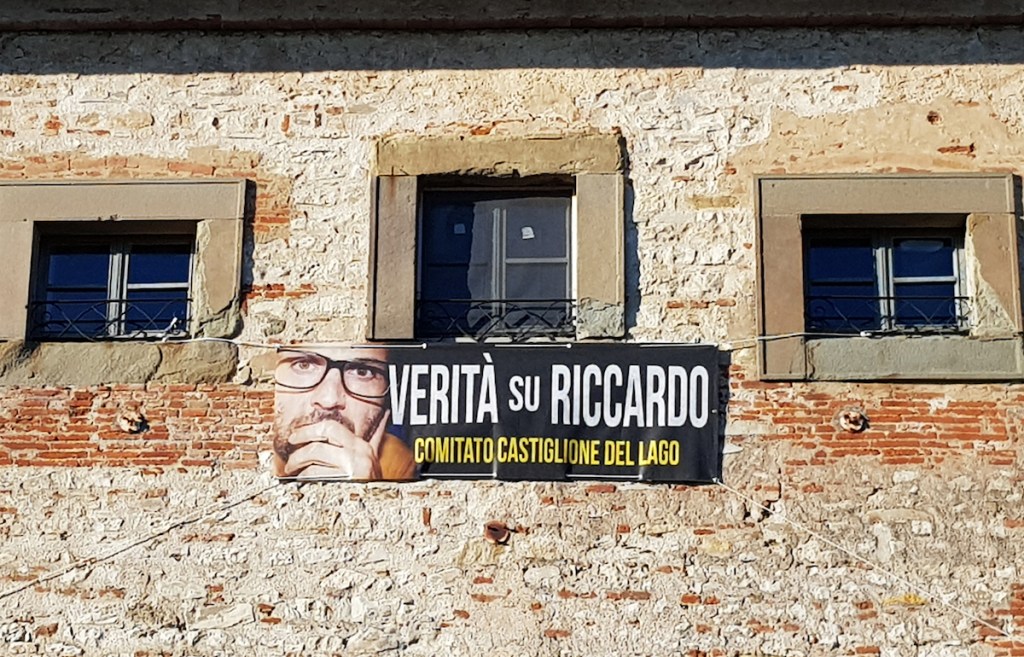 VERITÀ SU RICCARDO
COMITATO CASTIGLIONE DEL LAGO